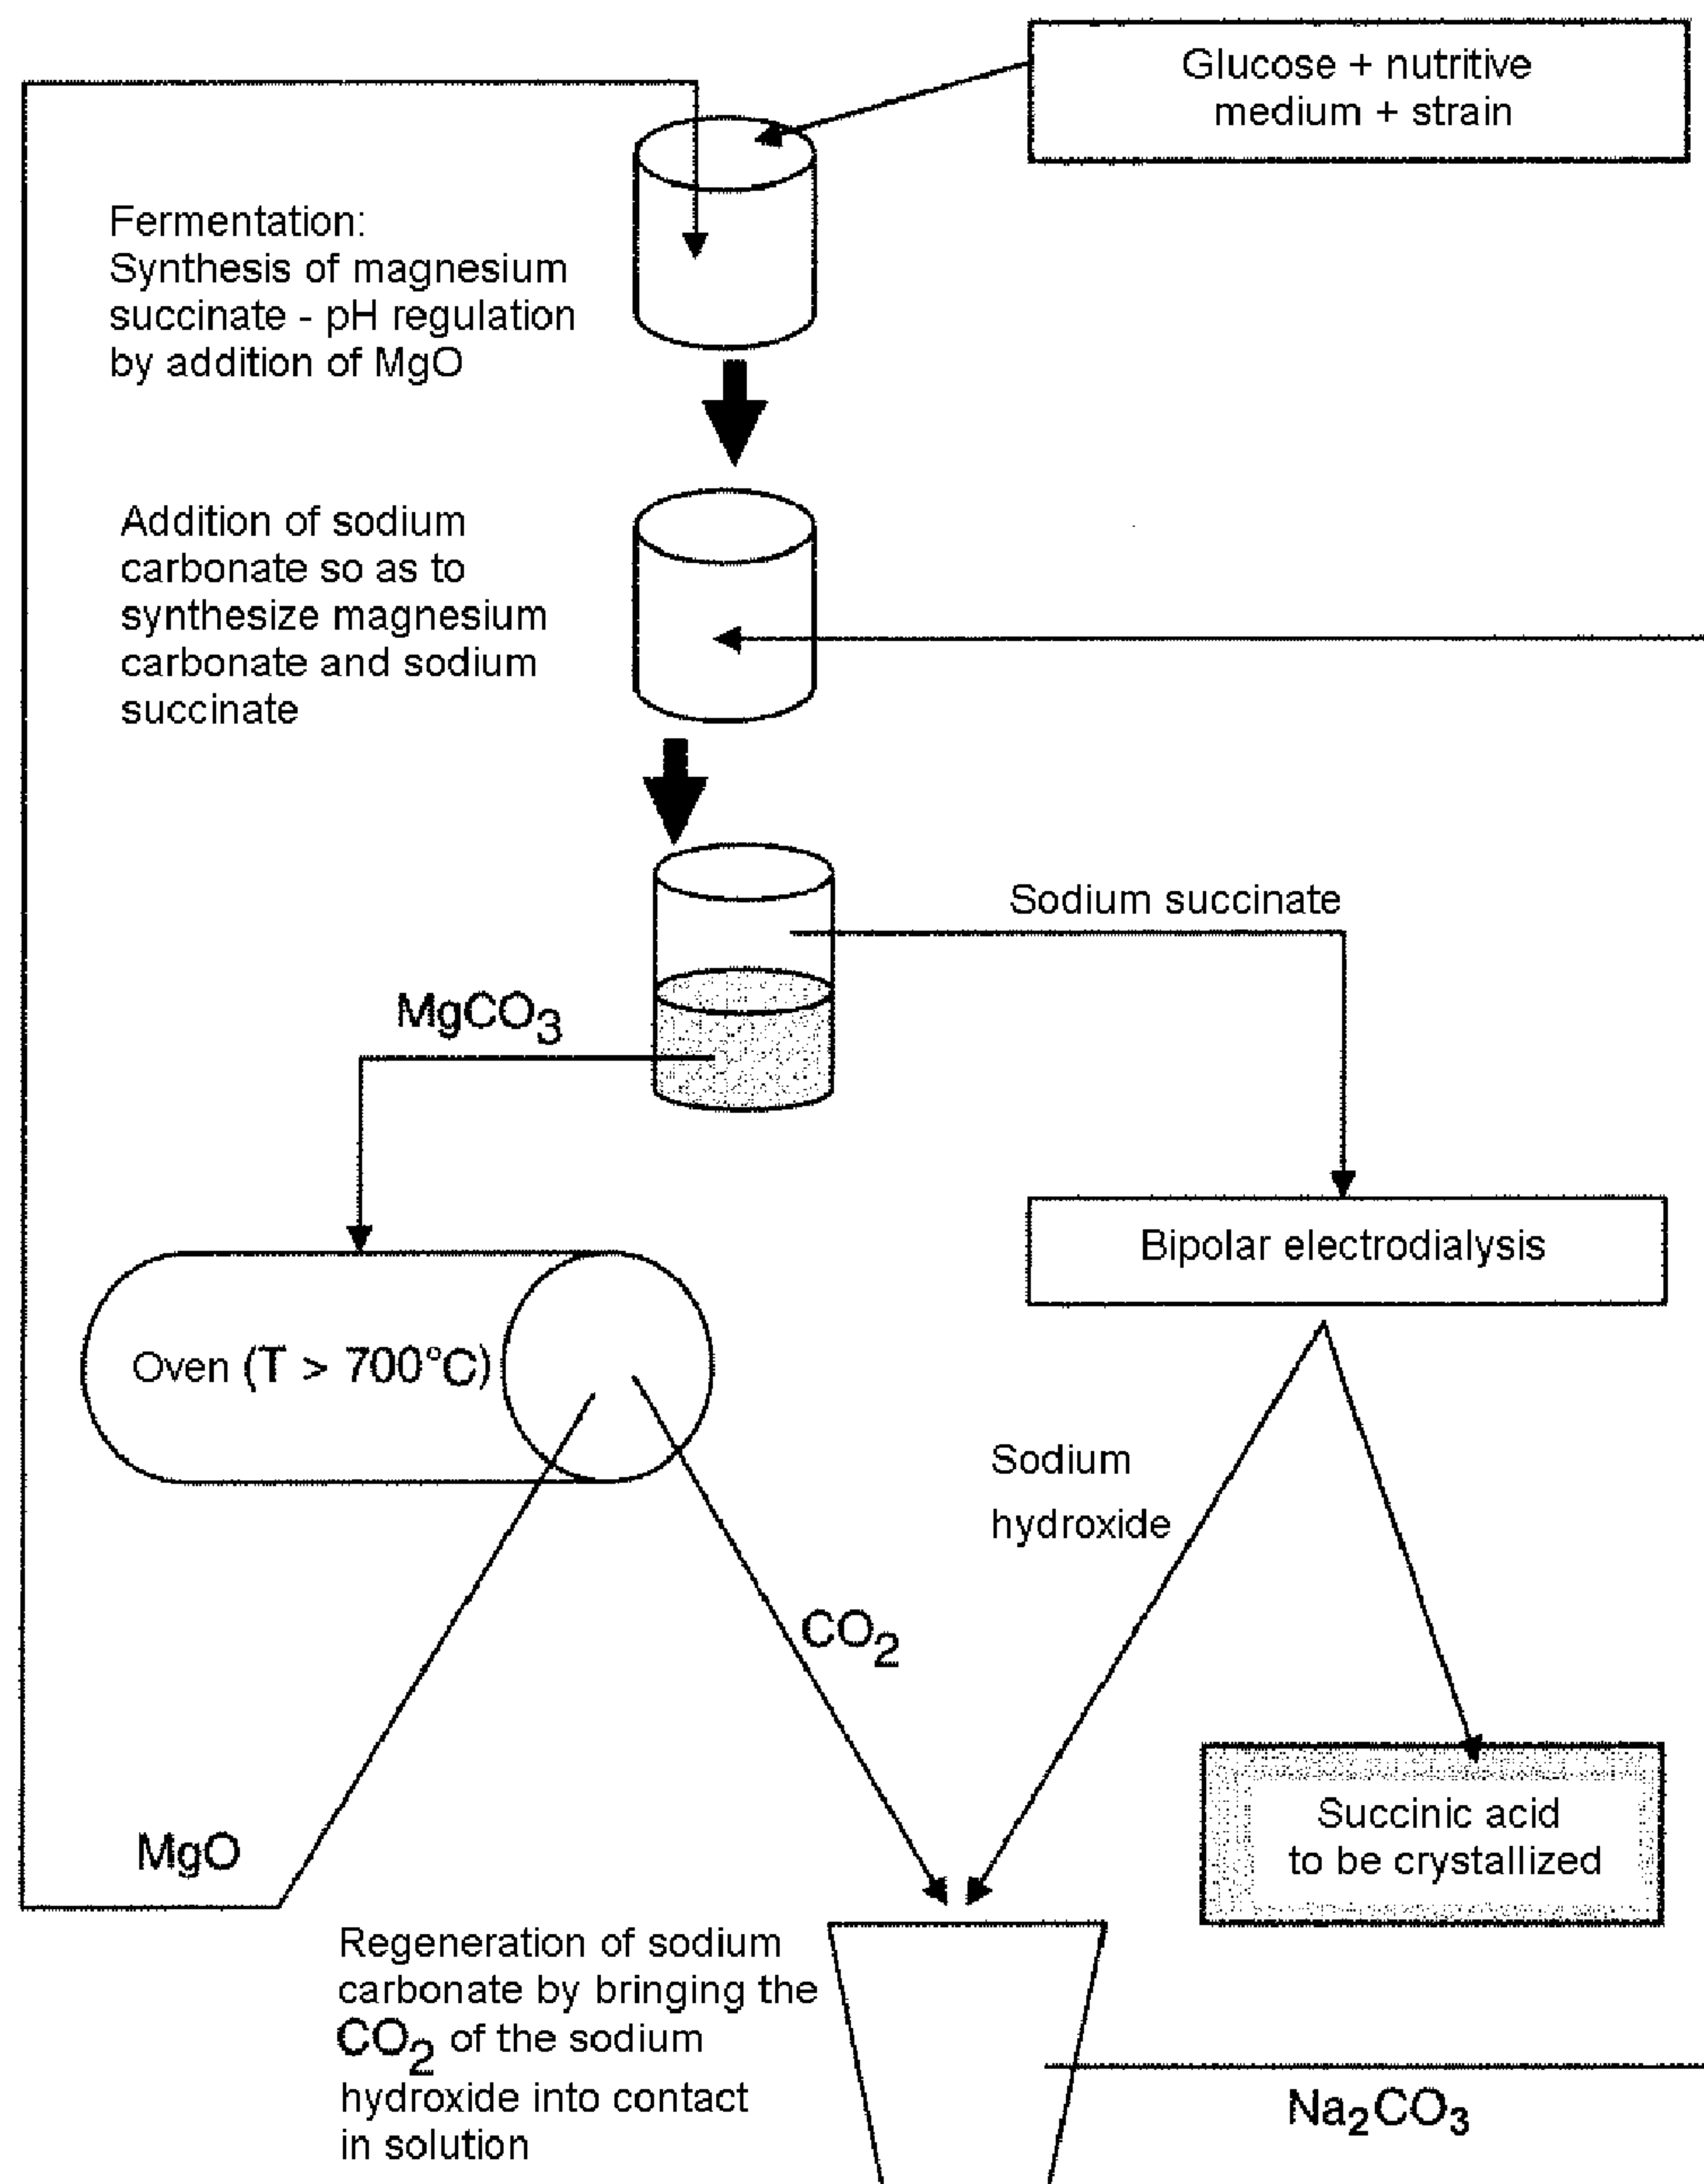 Glucose + nutritive
medium + strain
Fermentation:
Synthesis of magnesium
succinate - pH regulation
by addition of MgO
Addition of sodium
carbonate so as to
synthesize magnesium
carbonate and sodium
succinate
Sodium succinate
MgCO₃
Bipolar electrodialysis
Oven (T > 700°C)
Sodium
hydroxide
CO₂
Succinic acid
to be crystallized
MgO
Regeneration of sodium
carbonate by bringing the
CO₂ of the sodium
hydroxide into contact
in solution
Na₂CO₃